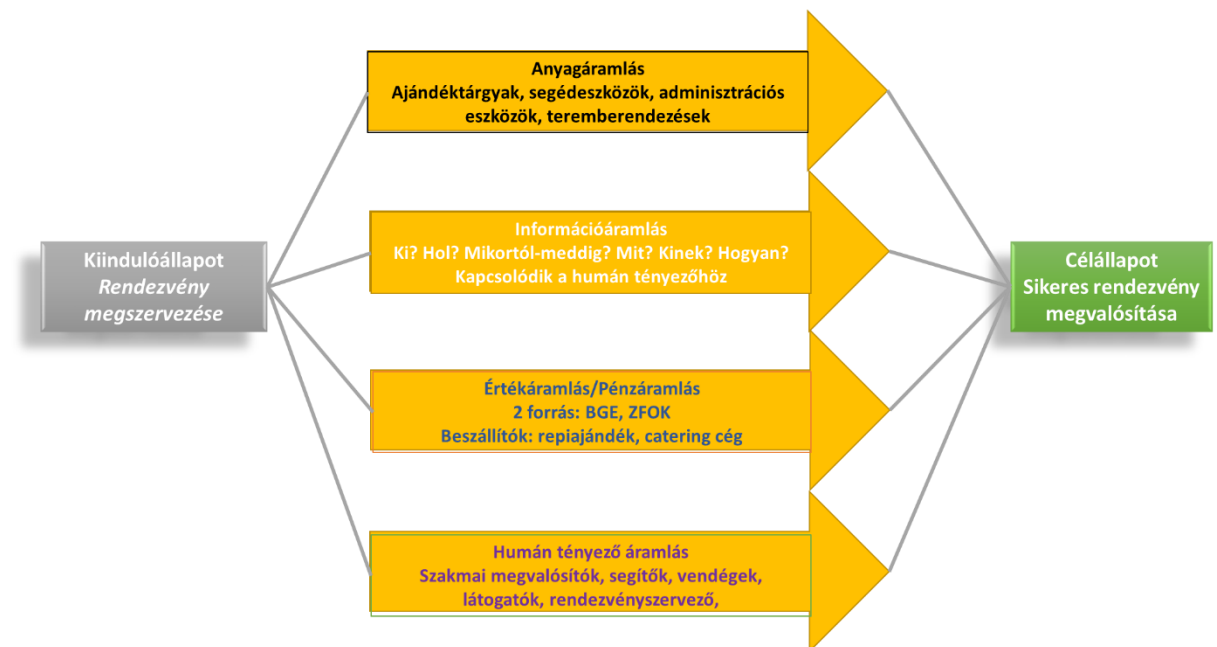 Anyagáramlás
Ajándéktárgyak, segédeszközök, adminisztrációs
eszközök, teremberendezések
Információáramlás
Ki? Hol? Mikortól-meddig? Mit? Kinek? Hogyan?
Kapcsolódik a humán tényezőhöz
Kiindulóállapot
Rendezvény
megszervezése
Célállapot
Sikeres rendezvény
megvalósítása
Értékáramlás/Pénzáramlás
2 forrás: BGE, ZFOK
Beszállítók: repiajándék, catering cég
Humán tényező áramlás
Szakmai megvalósítók, segítők, vendégek,
látogatók, rendezvényszervező,